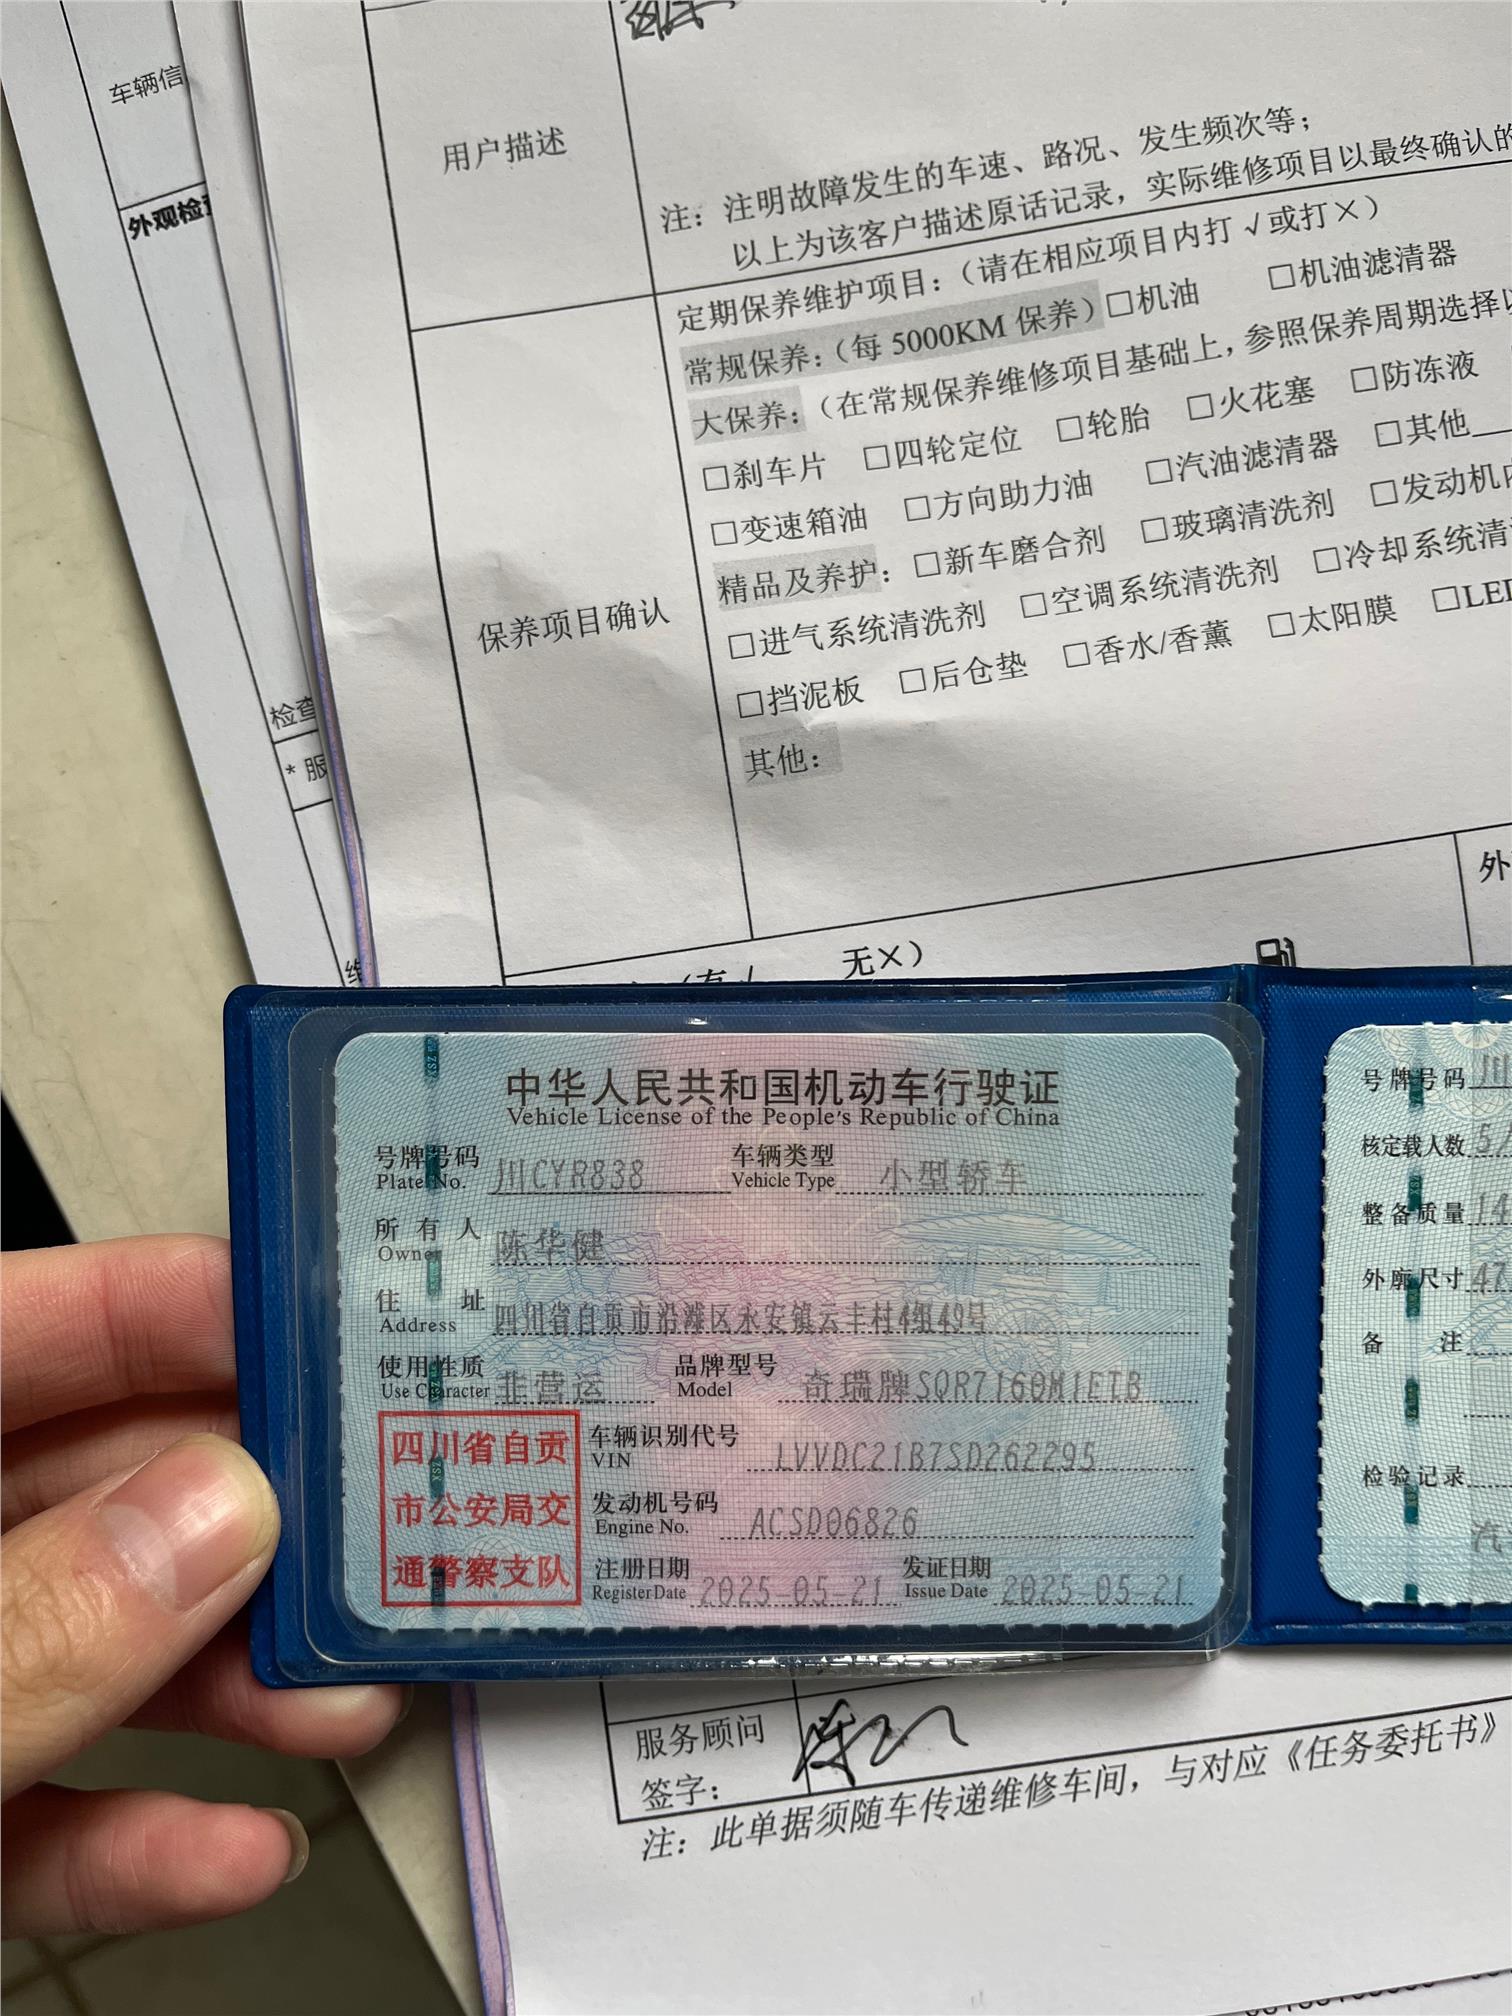 车辆信
外观检查
检查
* 服
维
用户描述
注：注明故障发生的车速、路况、发生频次等；
以上为该客户描述原话记录，实际维修项目以最终确认的
保养项目确认
定期保养维护项目：（请在相应项目内打 √ 或打 ×）
常规保养：（每 5000KM 保养）□机油 □机油滤清器
大保养：（在常规保养维修项目基础上，参照保养周期选择以
□刹车片 □四轮定位 □轮胎 □火花塞 □防冻液
□变速箱油 □方向助力油 □汽油滤清器 □其他
精品及养护：□新车磨合剂 □玻璃清洗剂 □发动机内
□进气系统清洗剂 □空调系统清洗剂 □冷却系统清
□挡泥板 □后仓垫 □香水/香薰 □太阳膜 □LED
其他：
外
（有√ 无×）
中华人民共和国机动车行驶证
Vehicle License of the People's Republic of China
号牌号码 川CYR838 车辆类型 小型轿车
Plate No. Vehicle Type
所有人 陈华健
Owner
住址 四川省自贡市沿滩区永安镇云丰村4组49号
Address
使用性质 非营运 品牌型号 奇瑞牌SQR7160M1ETB
Use Character Model
四川省自贡
市公安局交
通警察支队
车辆识别代号 LVVDC21B7SD262295
VIN
发动机号码 ACSD06826
Engine No.
注册日期 2025-05-21 发证日期 2025-05-21
Register Date Issue Date
号牌号码 川
核定载人数 5人
整备质量 14
外廓尺寸 47
备注
检验记录
汽
服务顾问
签字：
注：此单据须随车传递维修车间，与对应《任务委托书》